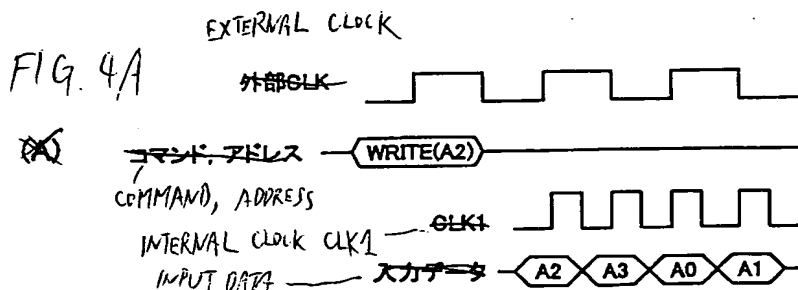 EXTERNAL CLOCK
FIG. 4A
外部CLK
(A)
コマンド, アドレス
WRITE(A2)
COMMAND, ADDRESS
CLK1
INTERNAL CLOCK CLK1
INPUT DATA
入力データ
A2 A3 A0 A1